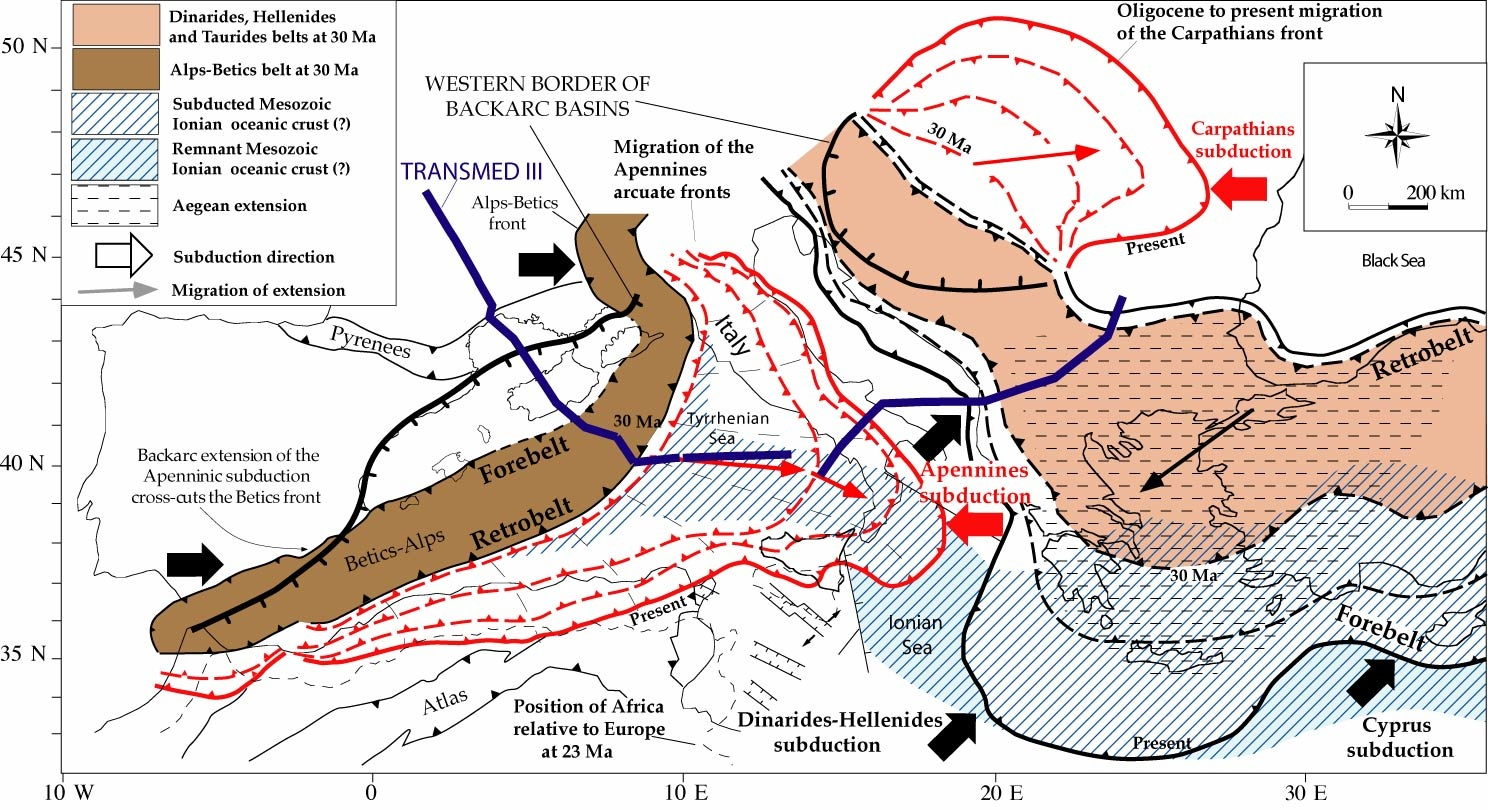 Dinarides, Hellenides
and Taurides belts at 30 Ma
Alps-Betics belt at 30 Ma
Subducted Mesozoic
Ionian oceanic crust (?)
Remnant Mesozoic
Ionian oceanic crust (?)
Aegean extension
Subduction direction
Migration of extension
50 N
45 N
40 N
35 N
10 W
0
10 E
20 E
30 E
WESTERN BORDER OF
BACKARC BASINS
TRANSMED III
Alps-Betics
front
Migration of the
Apennines
arcuate fronts
Oligocene to present migration
of the Carpathians front
30 Ma
Carpathians
subduction
Present
N
0 200 km
Black Sea
Pyrenees
Italy
Retrobelt
30 Ma
Tyrrhenian
Sea
Forebelt
Retrobelt
Betics-Alps
Backarc extension of the
Apenninic subduction
cross-cuts the Betics front
Apennines
subduction
30 Ma
Forebelt
Present
Ionian
Sea
Atlas
Position of Africa
relative to Europe
at 23 Ma
Dinarides-Hellenides
subduction
Present
Cyprus
subduction